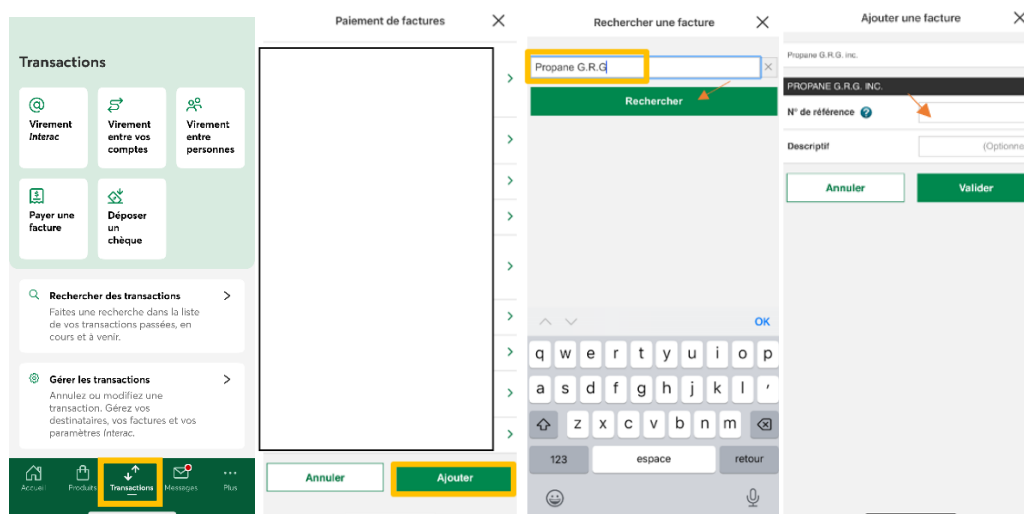 Transactions
@
Virement
Interac
Virement
entre vos
comptes
Virement
entre
personnes
$
Payer une
facture
Déposer
un
chèque
Rechercher des transactions
Faites une recherche dans la liste
de vos transactions passées, en
cours et à venir.
Gérer les transactions
Annulez ou modifiez une
transaction. Gérez vos
destinataires, vos factures et vos
paramètres Interac.
Accueil
Produits
Transactions
Messages
Plus
Paiement de factures
Annuler
Ajouter
Rechercher une facture
Propane G.R.G
Rechercher
OK
q w e r t y u i o p
a s d f g h j k l ′
z x c v b n m
123 espace retour
Ajouter une facture
Propane G.R.G. inc.
PROPANE G.R.G. INC.
N° de référence ?
Descriptif (Optionne
Annuler
Valider